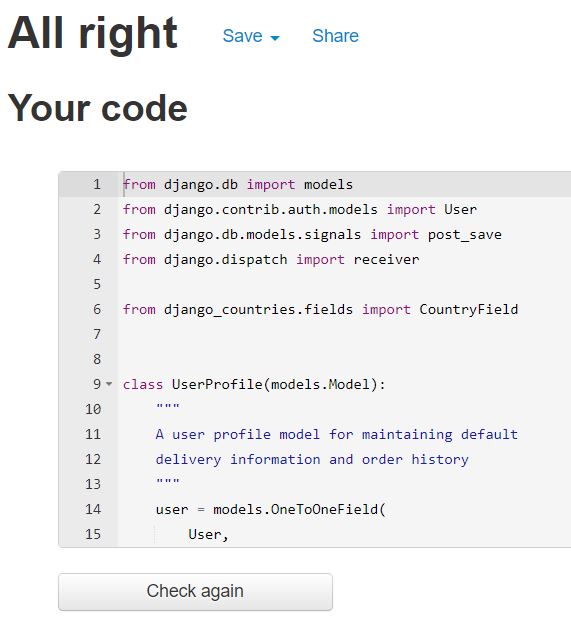 All right Save Share
Your code
1 from django.db import models
2 from django.contrib.auth.models import User
3 from django.db.models.signals import post_save
4 from django.dispatch import receiver
5
6 from django_countries.fields import CountryField
7
8
9 class UserProfile(models.Model):
10     """
11     A user profile model for maintaining default
12     delivery information and order history
13     """
14     user = models.OneToOneField(
15         User,
Check again